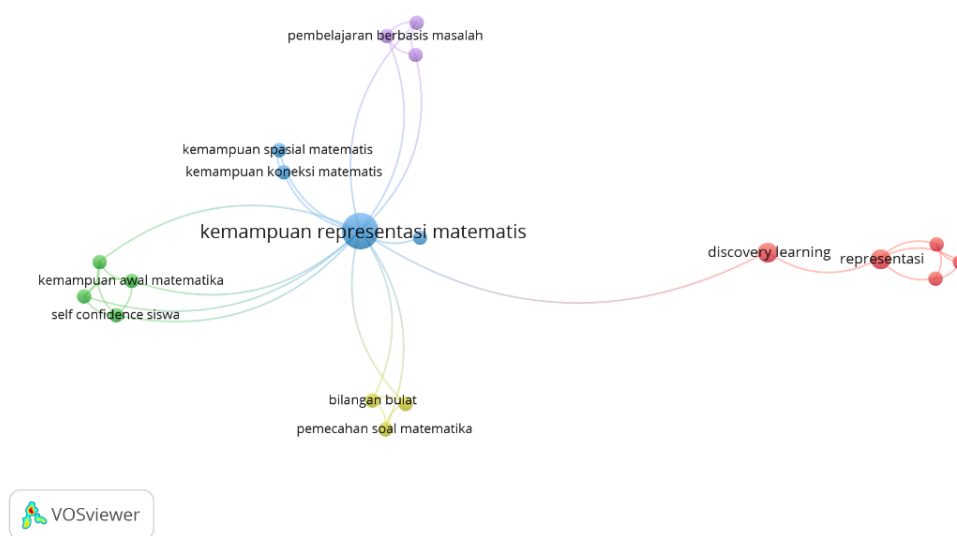 pembelajaran berbasis masalah
kemampuan spasial matematis
kemampuan koneksi matematis
kemampuan representasi matematis
discovery learning
representasi
kemampuan awal matematika
self confidence siswa
bilangan bulat
pemecahan soal matematika
VOSviewer